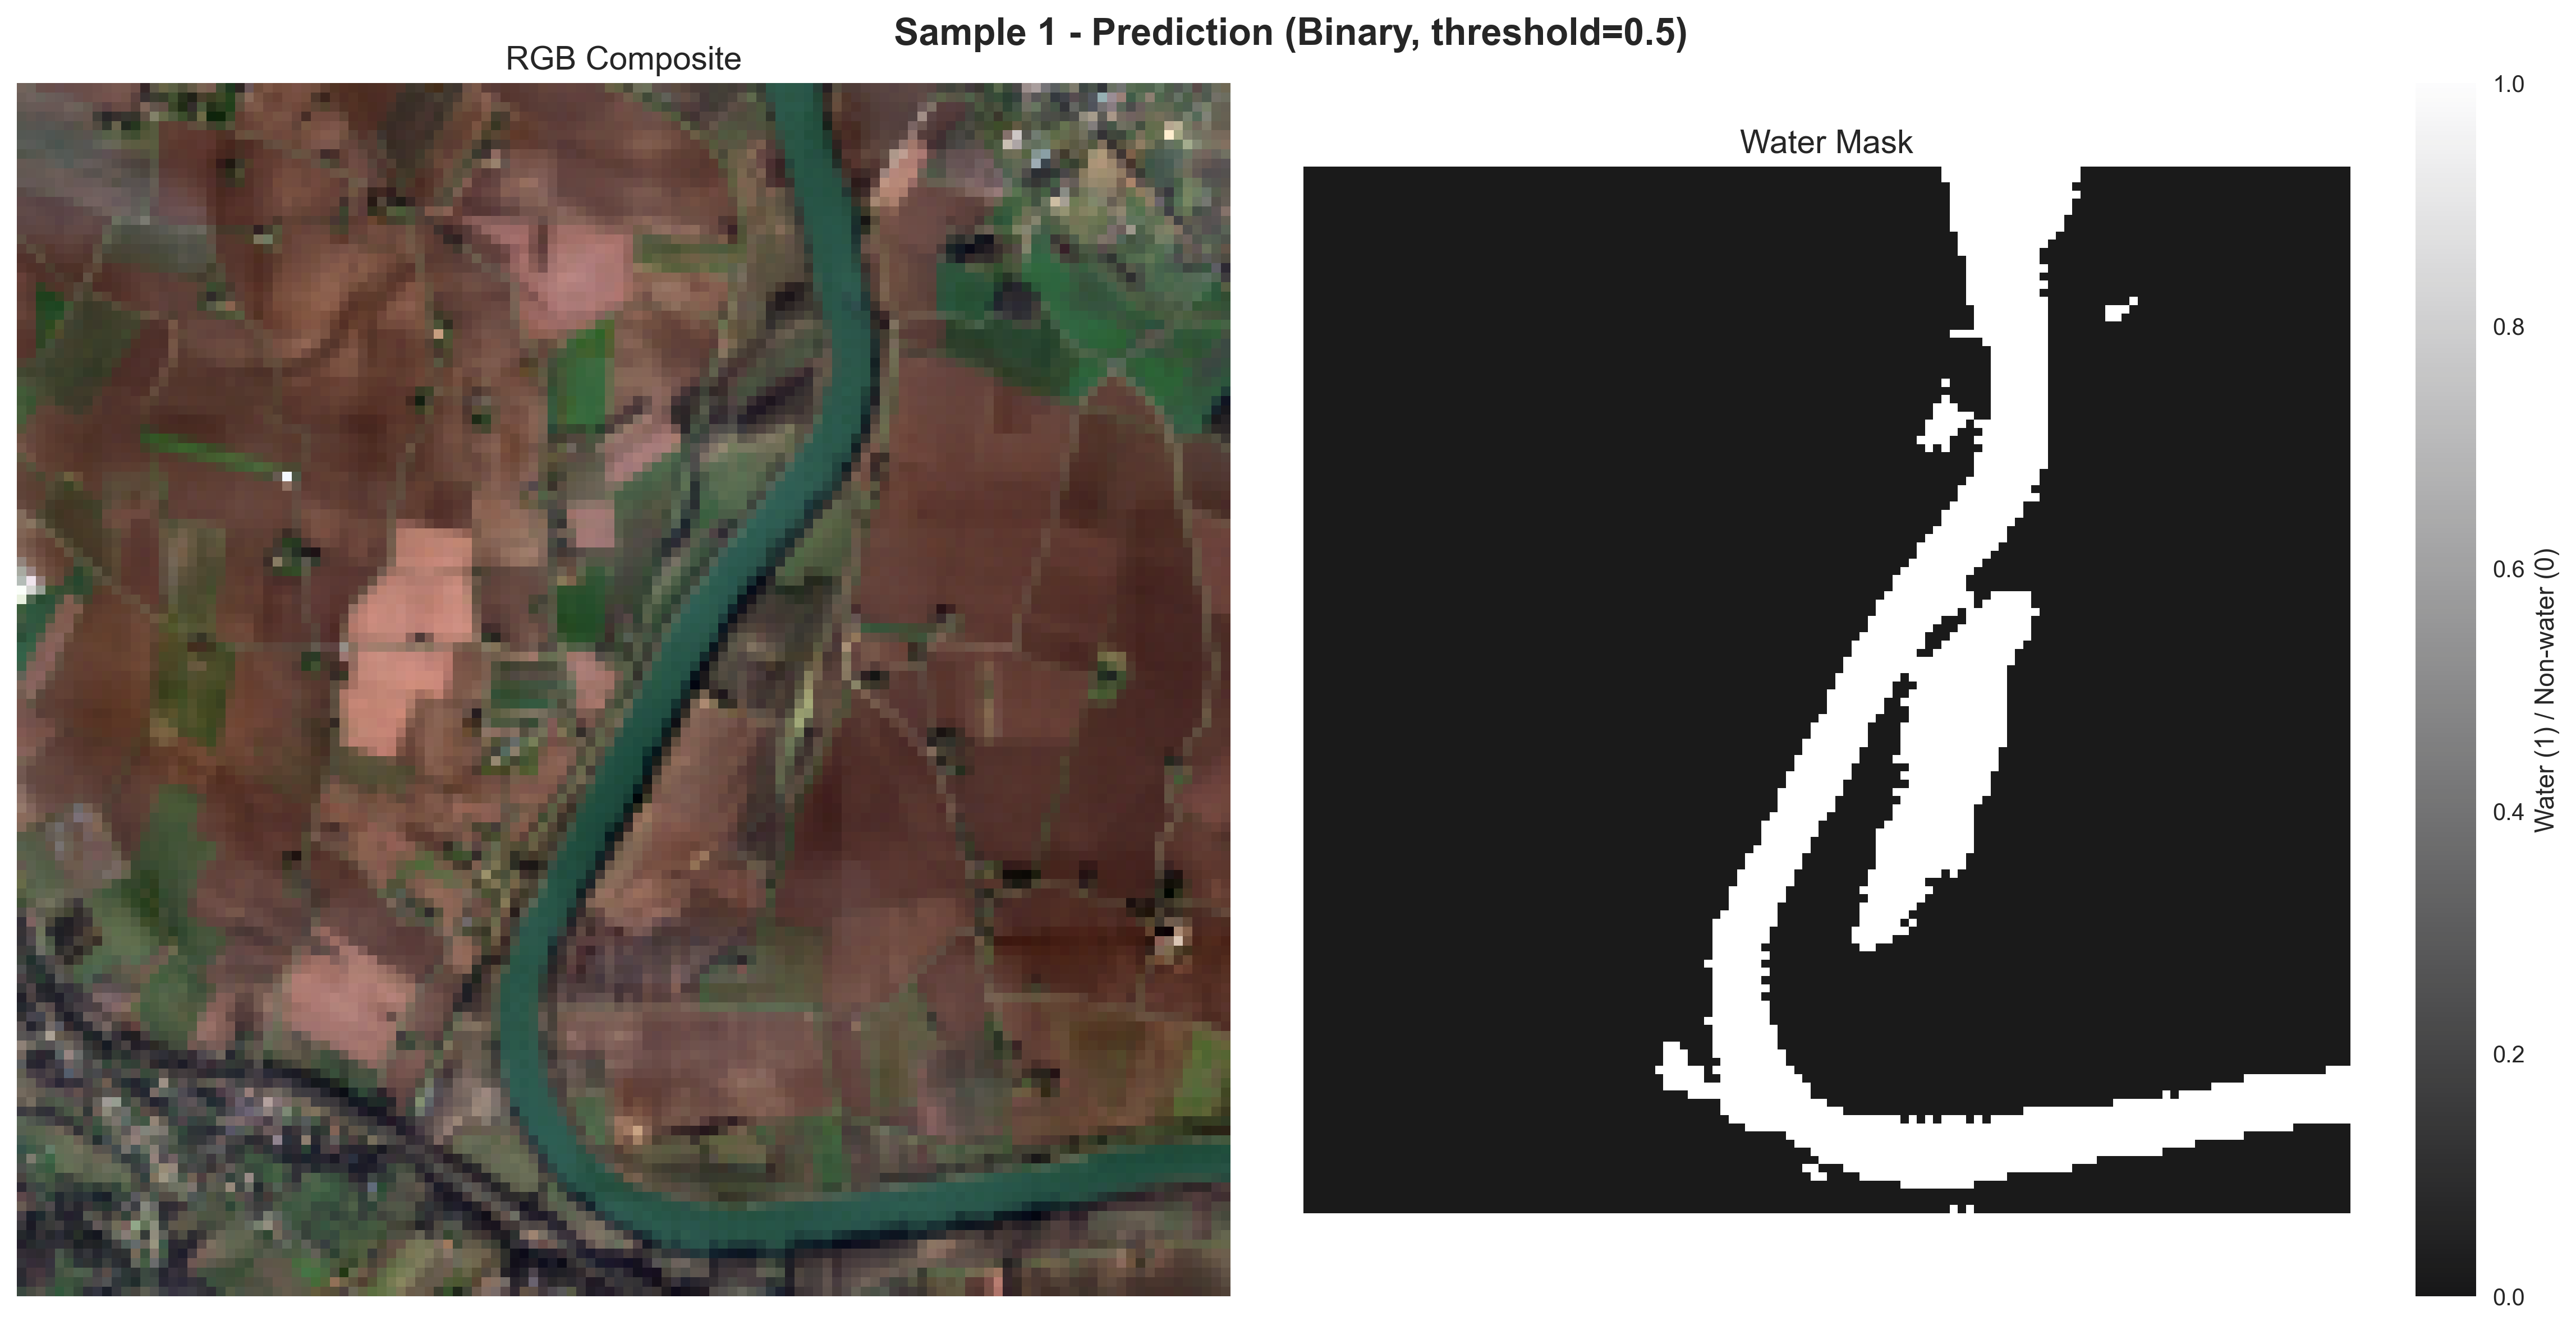 Sample 1 - Prediction (Binary, threshold=0.5)
RGB Composite
Water Mask
1.0
0.8
0.6
0.4
0.2
0.0
Water (1) / Non-water (0)